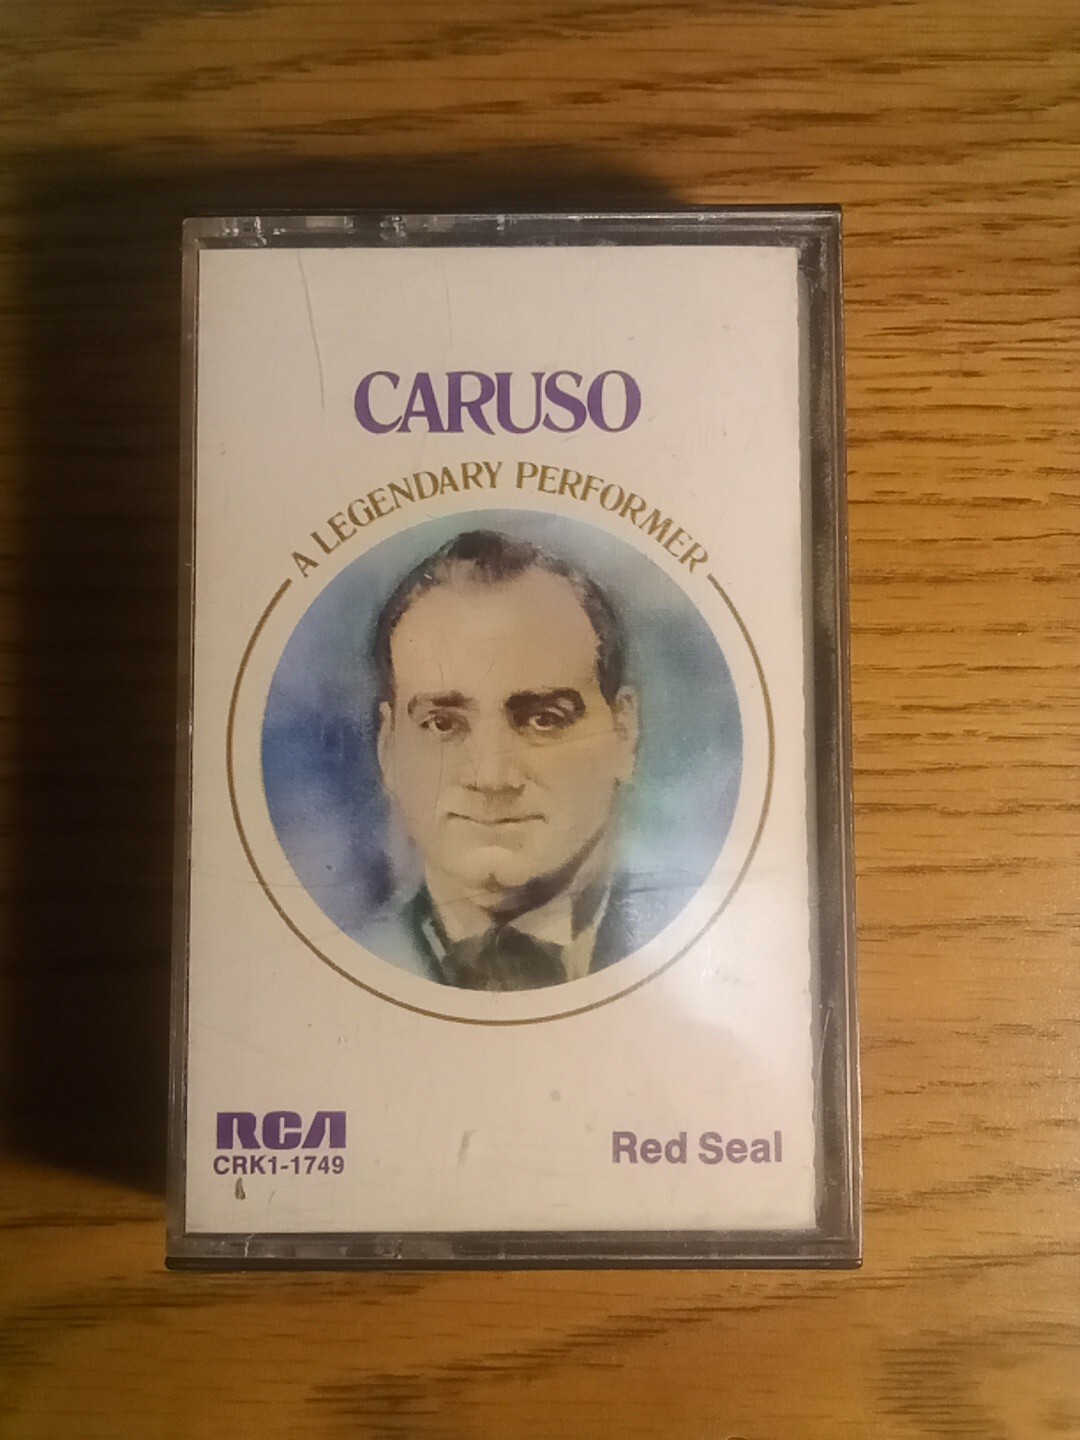 CARUSO
A LEGENDARY PERFORMER
RCA
CRK1-1749
Red Seal